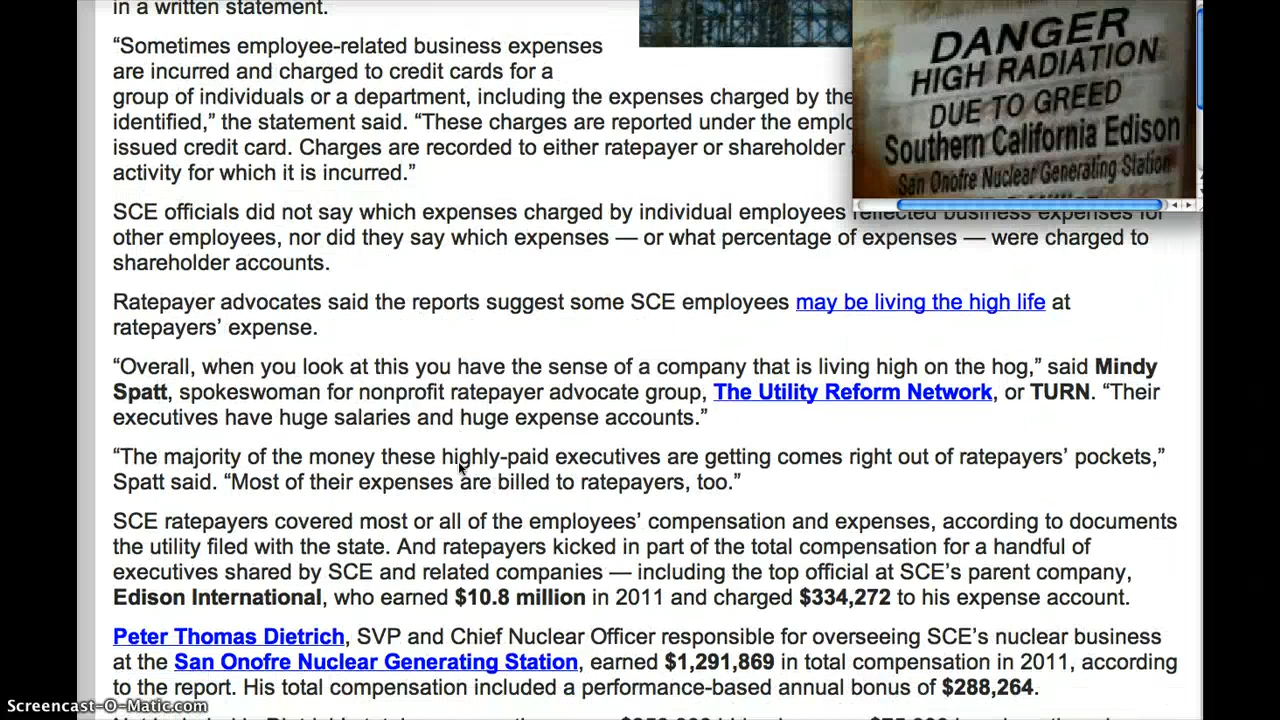 in a written statement.
“Sometimes employee-related business expenses
are incurred and charged to credit cards for a
group of individuals or a department, including the expenses charged by the
identified,” the statement said. “These charges are reported under the
issued credit card. Charges are recorded to either ratepayer or shareholder
activity for which it is incurred.”
SCE officials did not say which expenses charged by individual employees reflected business expenses for
other employees, nor did they say which expenses — or what percentage of expenses — were charged to
shareholder accounts.
Ratepayer advocates said the reports suggest some SCE employees may be living the high life at
ratepayers’ expense.
“Overall, when you look at this you have the sense of a company that is living high on the hog,” said Mindy
Spatt, spokeswoman for nonprofit ratepayer advocate group, The Utility Reform Network, or TURN. “Their
executives have huge salaries and huge expense accounts.”
“The majority of the money these highly-paid executives are getting comes right out of ratepayers’ pockets,”
Spatt said. “Most of their expenses are billed to ratepayers, too.”
SCE ratepayers covered most or all of the employees’ compensation and expenses, according to documents
the utility filed with the state. And ratepayers kicked in part of the total compensation for a handful of
executives shared by SCE and related companies — including the top official at SCE’s parent company,
Edison International, who earned $10.8 million in 2011 and charged $334,272 to his expense account.
Peter Thomas Dietrich, SVP and Chief Nuclear Officer responsible for overseeing SCE’s nuclear business
at the San Onofre Nuclear Generating Station, earned $1,291,869 in total compensation in 2011, according
to the report. His total compensation included a performance-based annual bonus of $288,264.
DANGER
HIGH RADIATION
DUE TO GREED
Southern California Edison
San Onofre Nuclear Generating Station
Screencast-O-Matic.com